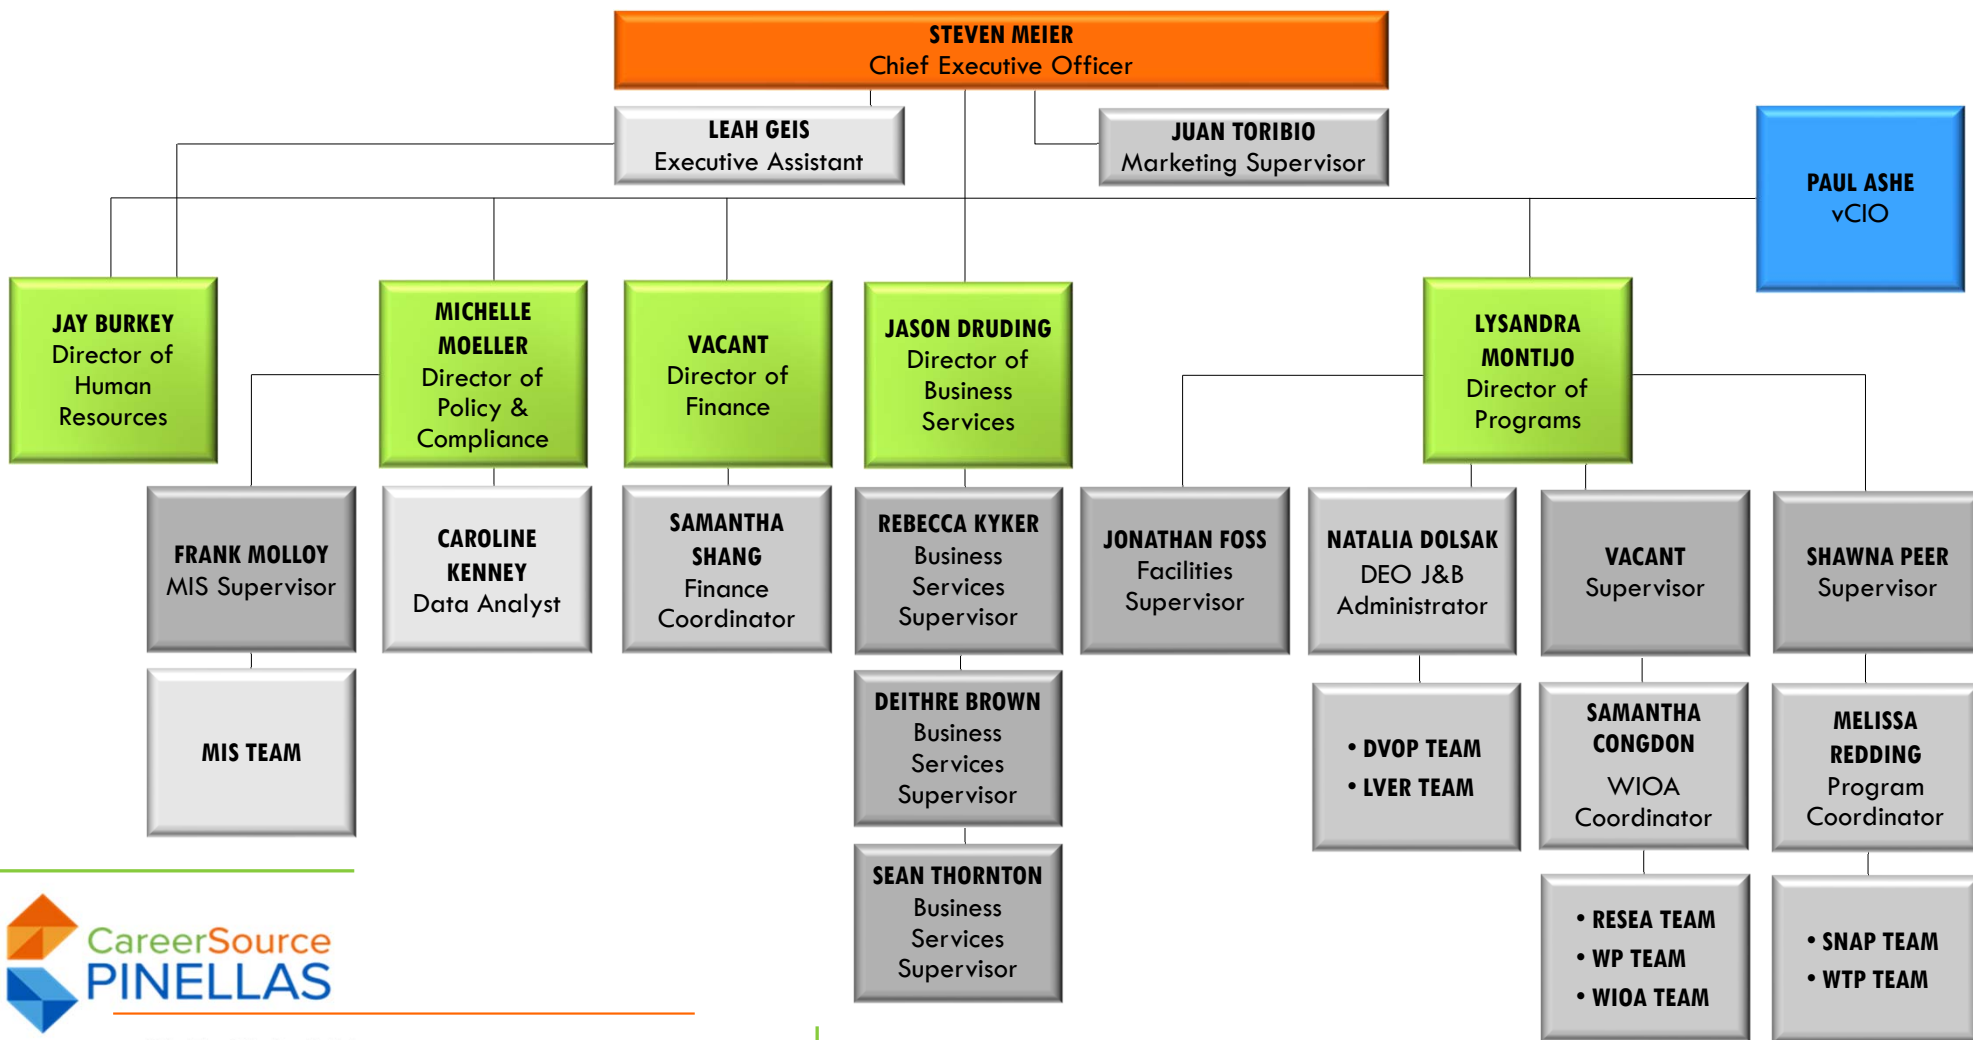 STEVEN MEIER
Chief Executive Officer
LEAH GEIS
Executive Assistant
JUAN TORIBIO
Marketing Supervisor
PAUL ASHE
vCIO
JAY BURKEY
Director of
Human
Resources
MICHELLE
MOELLER
Director of
Policy &
Compliance
VACANT
Director of
Finance
JASON DRUDING
Director of
Business
Services
LYSANDRA
MONTIJO
Director of
Programs
FRANK MOLLOY
MIS Supervisor
CAROLINE
KENNEY
Data Analyst
SAMANTHA
SHANG
Finance
Coordinator
REBECCA KYKER
Business
Services
Supervisor
JONATHAN FOSS
Facilities
Supervisor
NATALIA DOLSAK
DEO J&B
Administrator
VACANT
Supervisor
SHAWNA PEER
Supervisor
MIS TEAM
DEITHRE BROWN
Business
Services
Supervisor
• DVOP TEAM
• LVER TEAM
SAMANTHA
CONGDON
WIOA
Coordinator
MELISSA
REDDING
Program
Coordinator
SEAN THORNTON
Business
Services
Supervisor
• RESEA TEAM
• WP TEAM
• WIOA TEAM
• SNAP TEAM
• WTP TEAM
CareerSource
PINELLAS